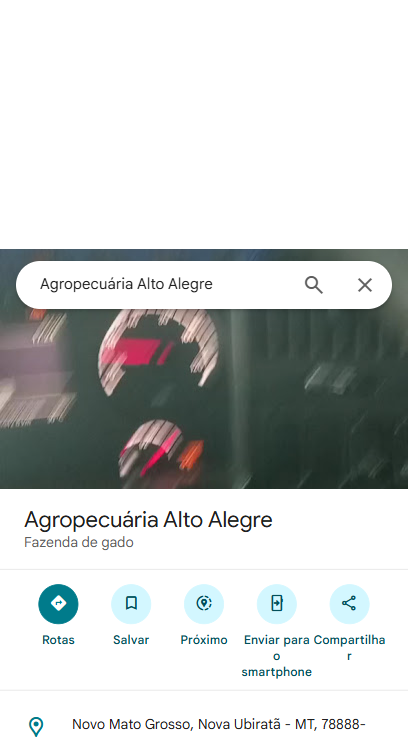 Agropecuária Alto Alegre
Agropecuária Alto Alegre
Fazenda de gado
Rotas
Salvar
Próximo
Enviar para
o
smartphone
Compartilha
r
Novo Mato Grosso, Nova Ubiratã - MT, 78888-